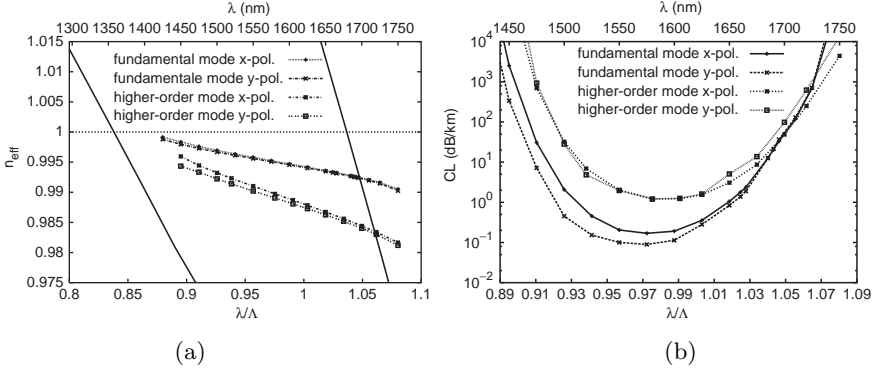 λ (nm)
1300 1350 1400 1450 1500 1550 1600 1650 1700 1750
1.015
1.01
1.005
1
0.995
0.99
0.985
0.98
0.975
n_eff
fundamental mode x-pol.
fundamentale mode y-pol.
higher-order mode x-pol.
higher-order mode y-pol.
0.8 0.85 0.9 0.95 1 1.05 1.1
λ/Λ
(a)
λ (nm)
1450 1500 1550 1600 1650 1700 1750
10^4
10^3
10^2
10^1
10^0
10^-1
10^-2
CL (dB/km)
fundamental mode x-pol.
fundamental mode y-pol.
higher-order mode x-pol.
higher-order mode y-pol.
0.89 0.91 0.93 0.95 0.97 0.99 1.01 1.03 1.05 1.07 1.09
λ/Λ
(b)